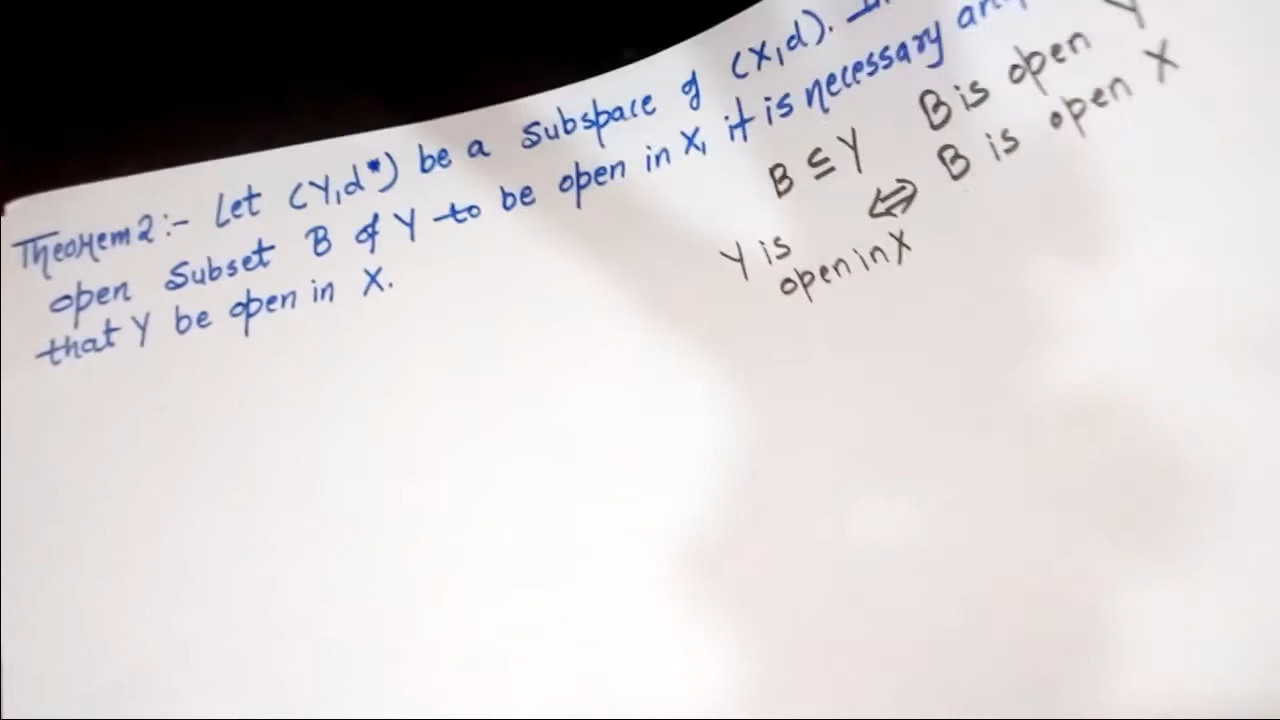 Theorem 2:- Let (Y,d*) be a subspace of (X,d).
open subset B of Y to be open in X, it is necessary
that Y be open in X.
B ⊆ Y B is open Y
Y is ⇔ B is open X
open in X